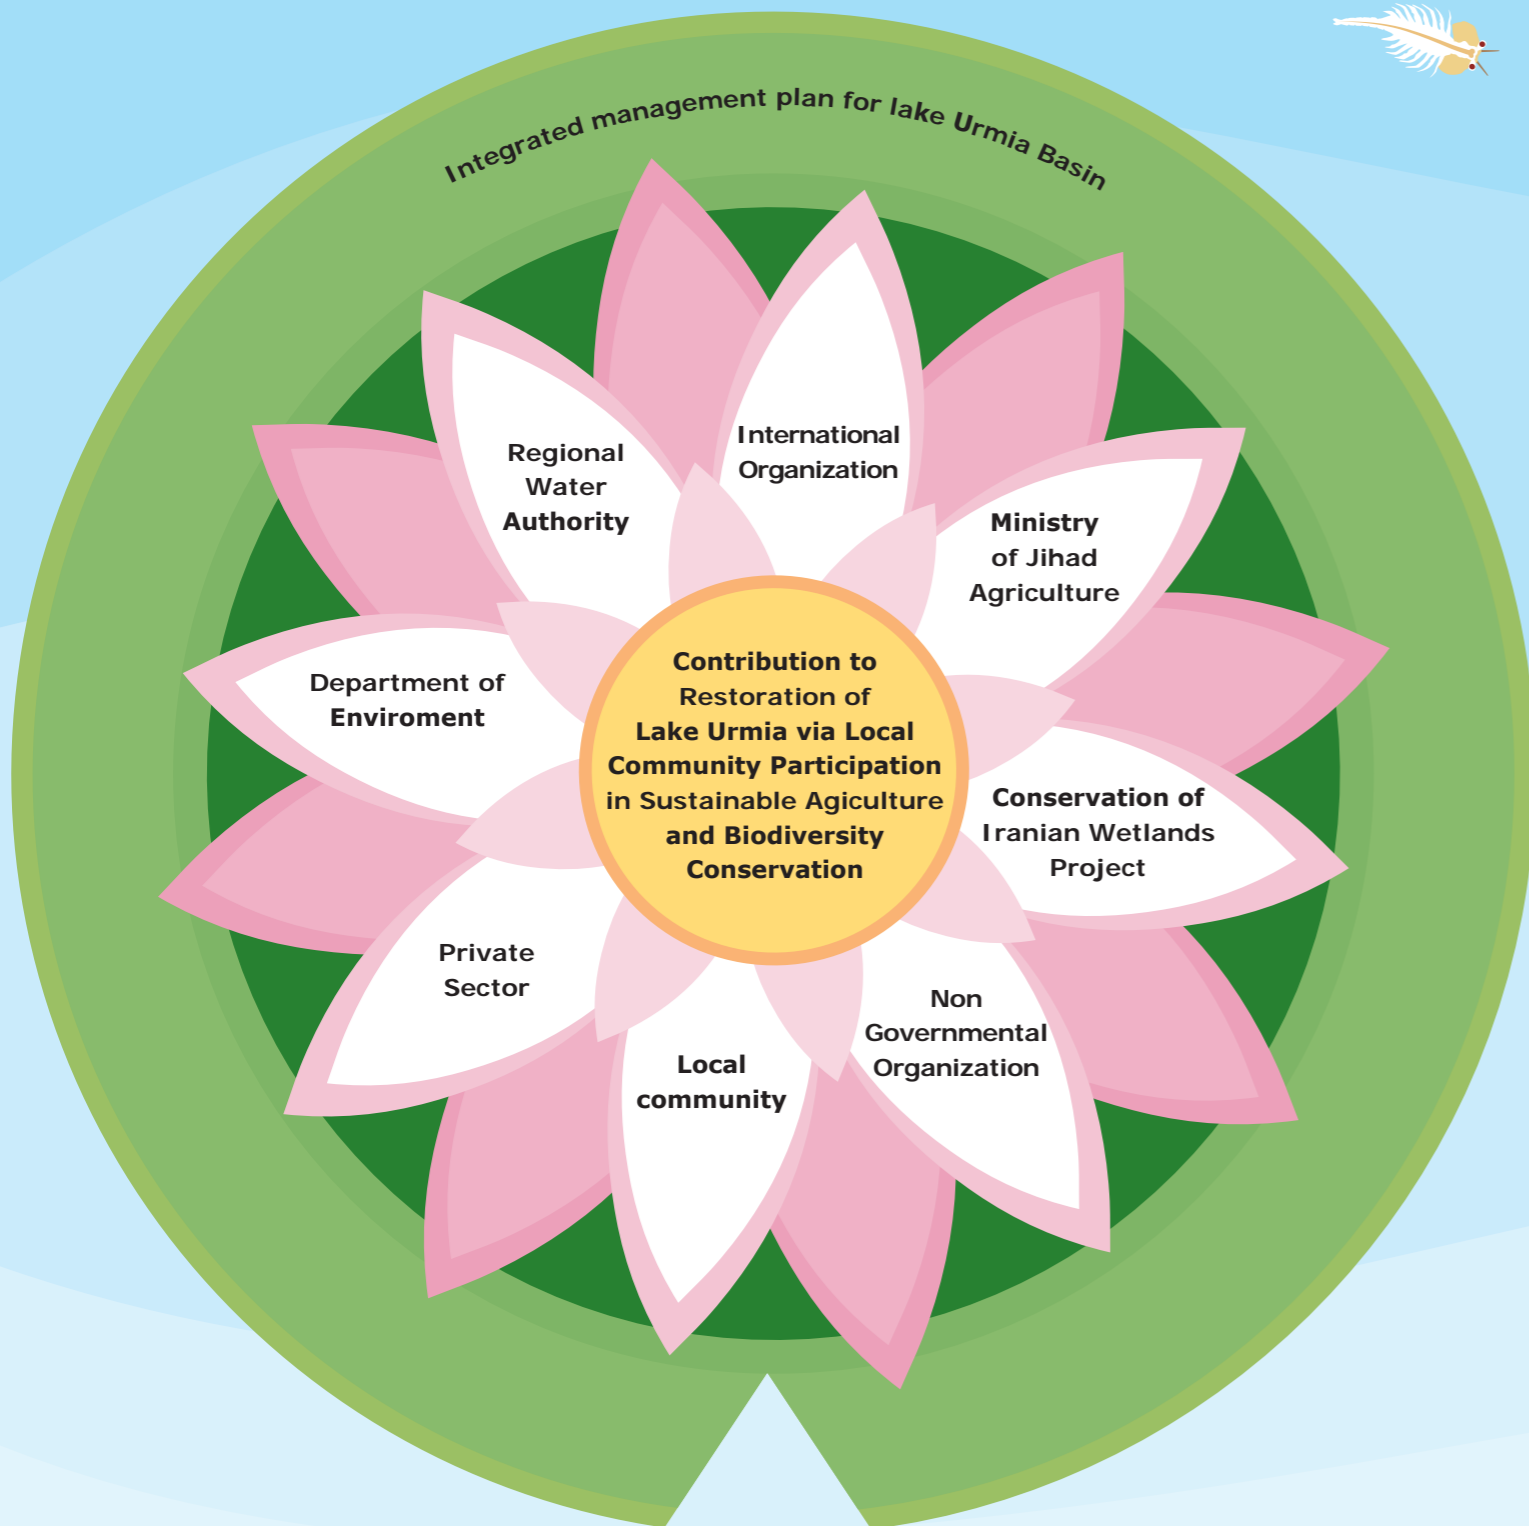 Integrated management plan for lake Urmia Basin
International
Organization
Regional
Water
Authority
Ministry
of Jihad
Agriculture
Department of
Enviroment
Contribution to
Restoration of
Lake Urmia via Local
Community Participation
in Sustainable Agiculture
and Biodiversity
Conservation
Conservation of
Iranian Wetlands
Project
Private
Sector
Non
Governmental
Organization
Local
community